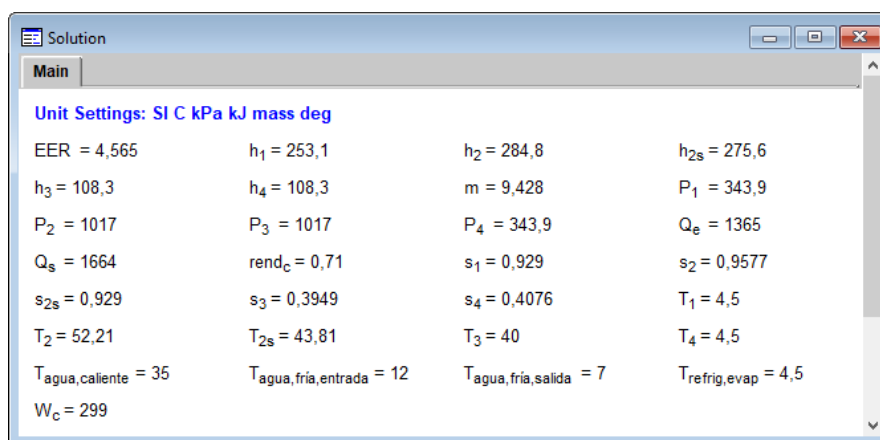 Solution
Main
Unit Settings: SI C kPa kJ mass deg
EER = 4,565 h1 = 253,1 h2 = 284,8 h2s = 275,6
h3 = 108,3 h4 = 108,3 m = 9,428 P1 = 343,9
P2 = 1017 P3 = 1017 P4 = 343,9 Qe = 1365
Qs = 1664 rendc = 0,71 s1 = 0,929 s2 = 0,9577
s2s = 0,929 s3 = 0,3949 s4 = 0,4076 T1 = 4,5
T2 = 52,21 T2s = 43,81 T3 = 40 T4 = 4,5
Tagua,caliente = 35 Tagua,fría,entrada = 12 Tagua,fría,salida = 7 Trefrig,evap = 4,5
Wc = 299